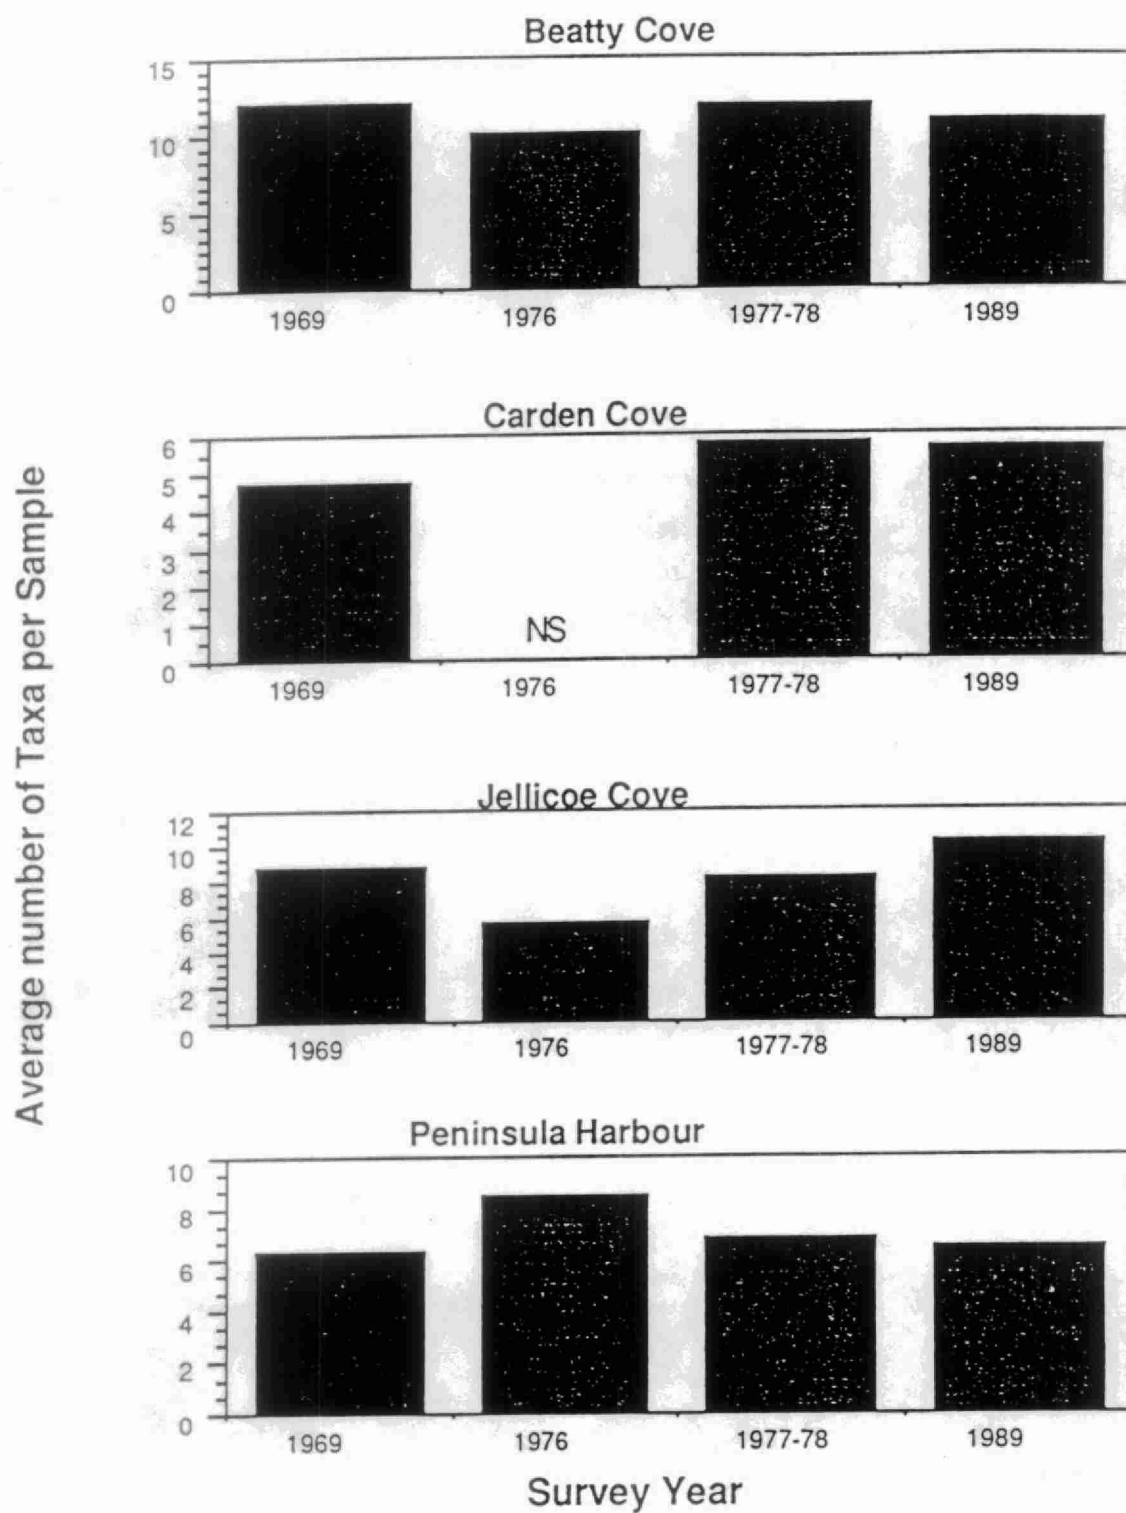 Beatty Cove
15
10
5
0
1969 1976 1977-78 1989
Carden Cove
6
5
4
3
2
1
0
NS
1969 1976 1977-78 1989
Jellicoe Cove
12
10
8
6
4
2
0
1969 1976 1977-78 1989
Peninsula Harbour
10
8
6
4
2
0
1969 1976 1977-78 1989
Survey Year
Average number of Taxa per Sample